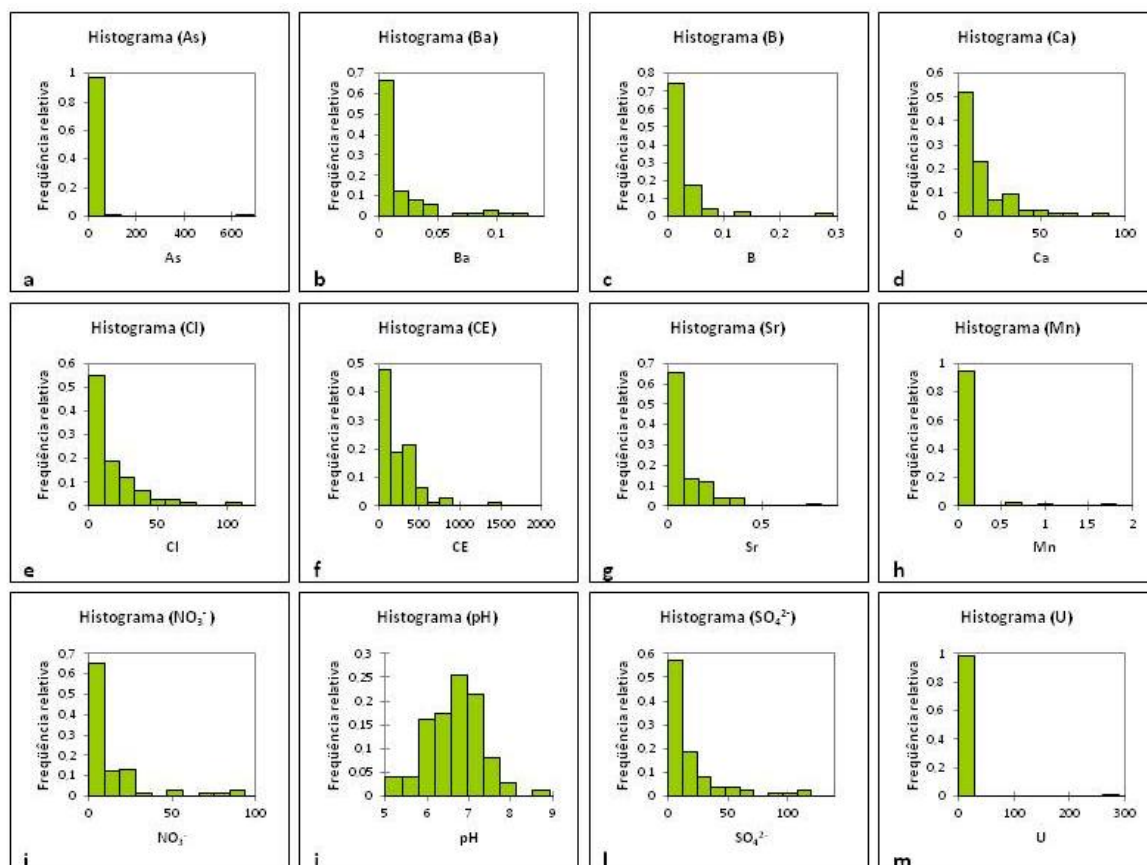 Histograma (As)
Freqüência relativa
1
0.8
0.6
0.4
0.2
0
0 200 400 600
As
a
Histograma (Ba)
Freqüência relativa
0.7
0.6
0.5
0.4
0.3
0.2
0.1
0
0 0,05 0,1
Ba
b
Histograma (B)
Freqüência relativa
0.8
0.7
0.6
0.5
0.4
0.3
0.2
0.1
0
0 0,1 0,2 0,3
B
c
Histograma (Ca)
Freqüência relativa
0.6
0.5
0.4
0.3
0.2
0.1
0
0 50 100
Ca
d
Histograma (Cl)
Freqüência relativa
0.6
0.5
0.4
0.3
0.2
0.1
0
0 50 100
Cl
e
Histograma (CE)
Freqüência relativa
0.5
0.4
0.3
0.2
0.1
0
0 500 1000 1500 2000
CE
f
Histograma (Sr)
Freqüência relativa
0.7
0.6
0.5
0.4
0.3
0.2
0.1
0
0 0,5
Sr
g
Histograma (Mn)
Freqüência relativa
1
0.8
0.6
0.4
0.2
0
0 0,5 1 1,5 2
Mn
h
Histograma (NO₃⁻)
Freqüência relativa
0.7
0.6
0.5
0.4
0.3
0.2
0.1
0
0 50 100
NO₃⁻
Histograma (pH)
Freqüência relativa
0.3
0.25
0.2
0.15
0.1
0.05
0
5 6 7 8 9
pH
Histograma (SO₄²⁻)
Freqüência relativa
0.6
0.5
0.4
0.3
0.2
0.1
0
0 50 100
SO₄²⁻
l
Histograma (U)
Freqüência relativa
1
0.8
0.6
0.4
0.2
0
0 100 200 300
U
m